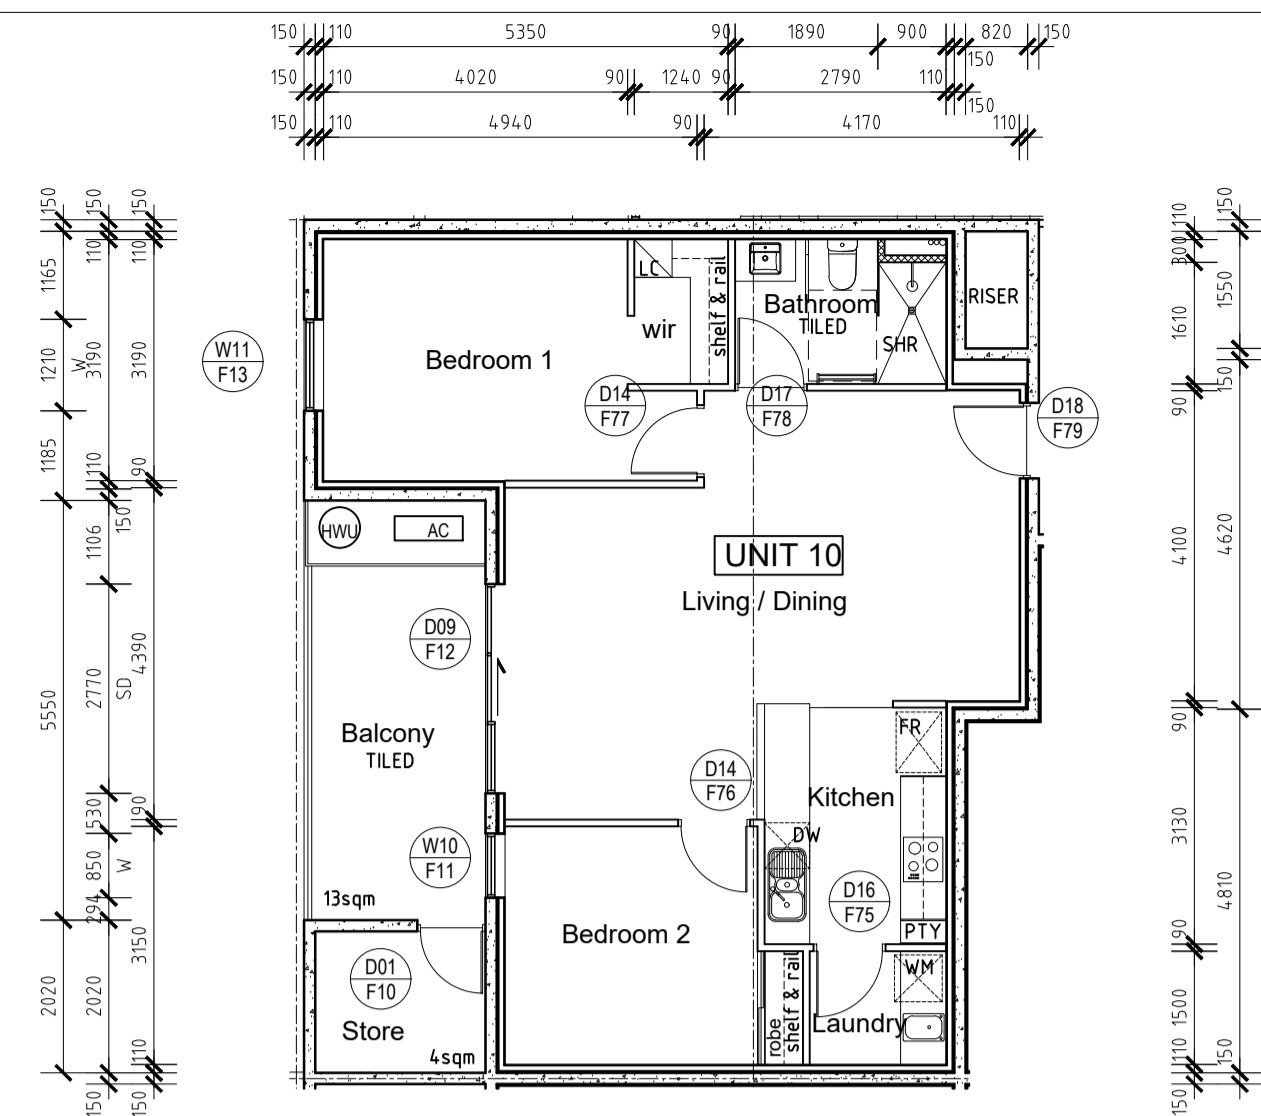 150 110 5350 90 1890 900 820 150
150
150 110 4020 90 1240 90 2790 110
150
150 110 4940 90 4170 110
150 150 150
110 110
1165
1210 W 3190 3190
1185
110 90
1106 150
5550 2770 SD 4390
530 90
850 W
294
3150
2020 2020
110
150 150
W11
F13
Bedroom 1
LC
wir
shelf & rail
Bathroom
TILED
SHR
RISER
D14
F77
D17
F78
D18
F79
HWU
AC
UNIT 10
Living / Dining
D09
F12
Balcony
TILED
D14
F76
FR
Kitchen
DW
W10
F11
13sqm
D16
F75
PTY
Bedroom 2
D01
F10
Store
4sqm
robe
shelf & rail
WM
Laundry
110 150
300
1550
1610
150
90
4100 4620
90
3130
4810
90
1500
110 150
150